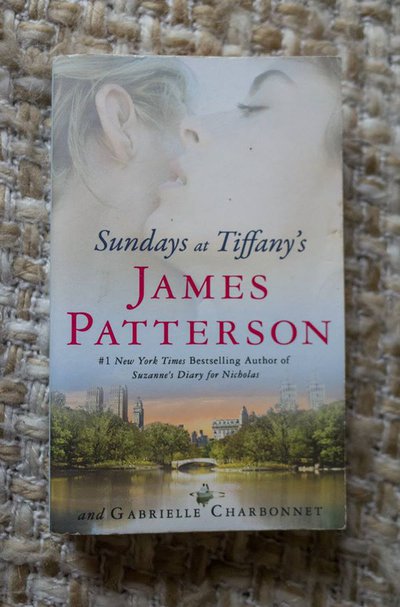 Sundays at Tiffany's
JAMES
PATTERSON
#1 New York Times Bestselling Author of
Suzanne's Diary for Nicholas
and GABRIELLE CHARBONNET